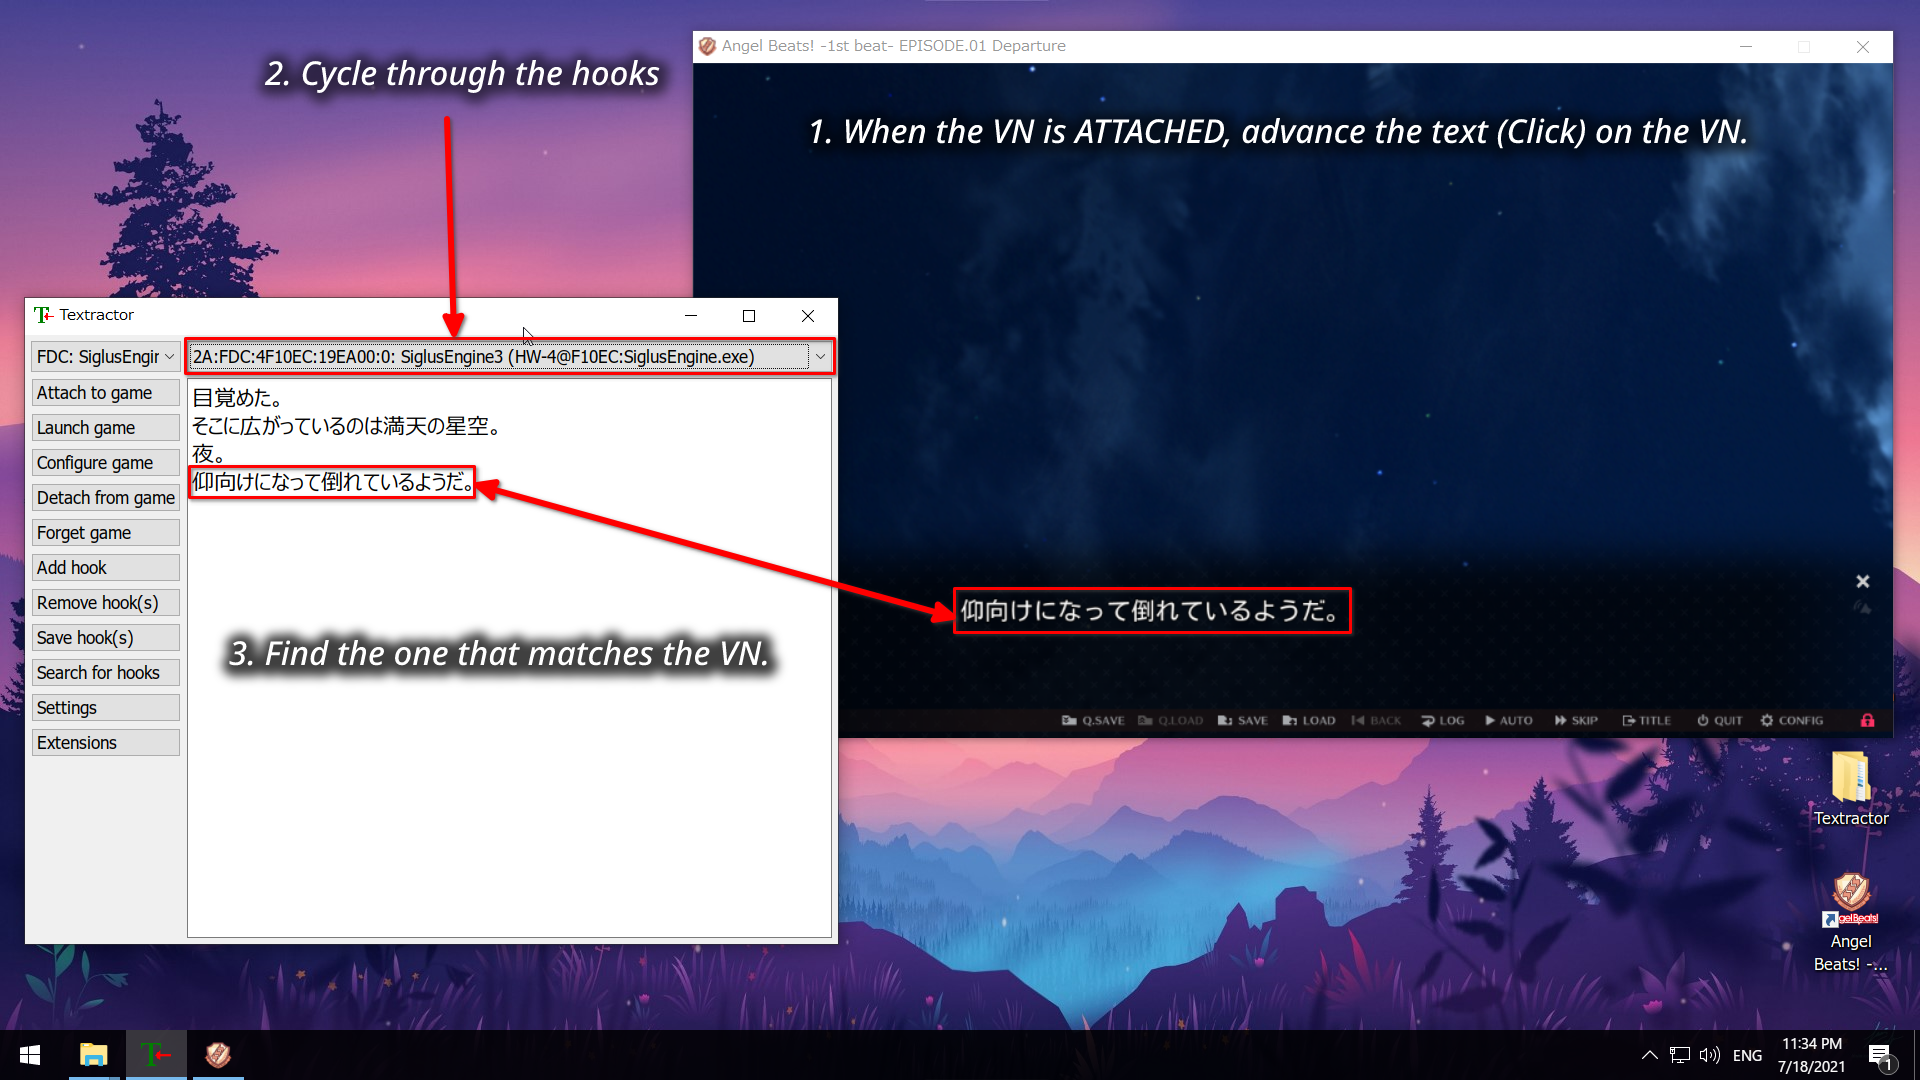 Angel Beats! -1st beat- EPISODE.01 Departure
2. Cycle through the hooks
1. When the VN is ATTACHED, advance the text (Click) on the VN.
Textractor
FDC: SiglusEngir
2A:FDC:4F10EC:19EA00:0: SiglusEngine3 (HW-4@F10EC:SiglusEngine.exe)
Attach to game
Launch game
Configure game
Detach from game
Forget game
Add hook
Remove hook(s)
Save hook(s)
Search for hooks
Settings
Extensions
目覚めた。
そこに広がっているのは満天の星空。
夜。
仰向けになって倒れているようだ。
3. Find the one that matches the VN.
仰向けになって倒れているようだ。
Q.SAVE Q.LOAD SAVE LOAD BACK LOG AUTO SKIP TITLE QUIT CONFIG
Textractor
gelBeats!
Angel
Beats! -...
ENG
11:34 PM
7/18/2021
1